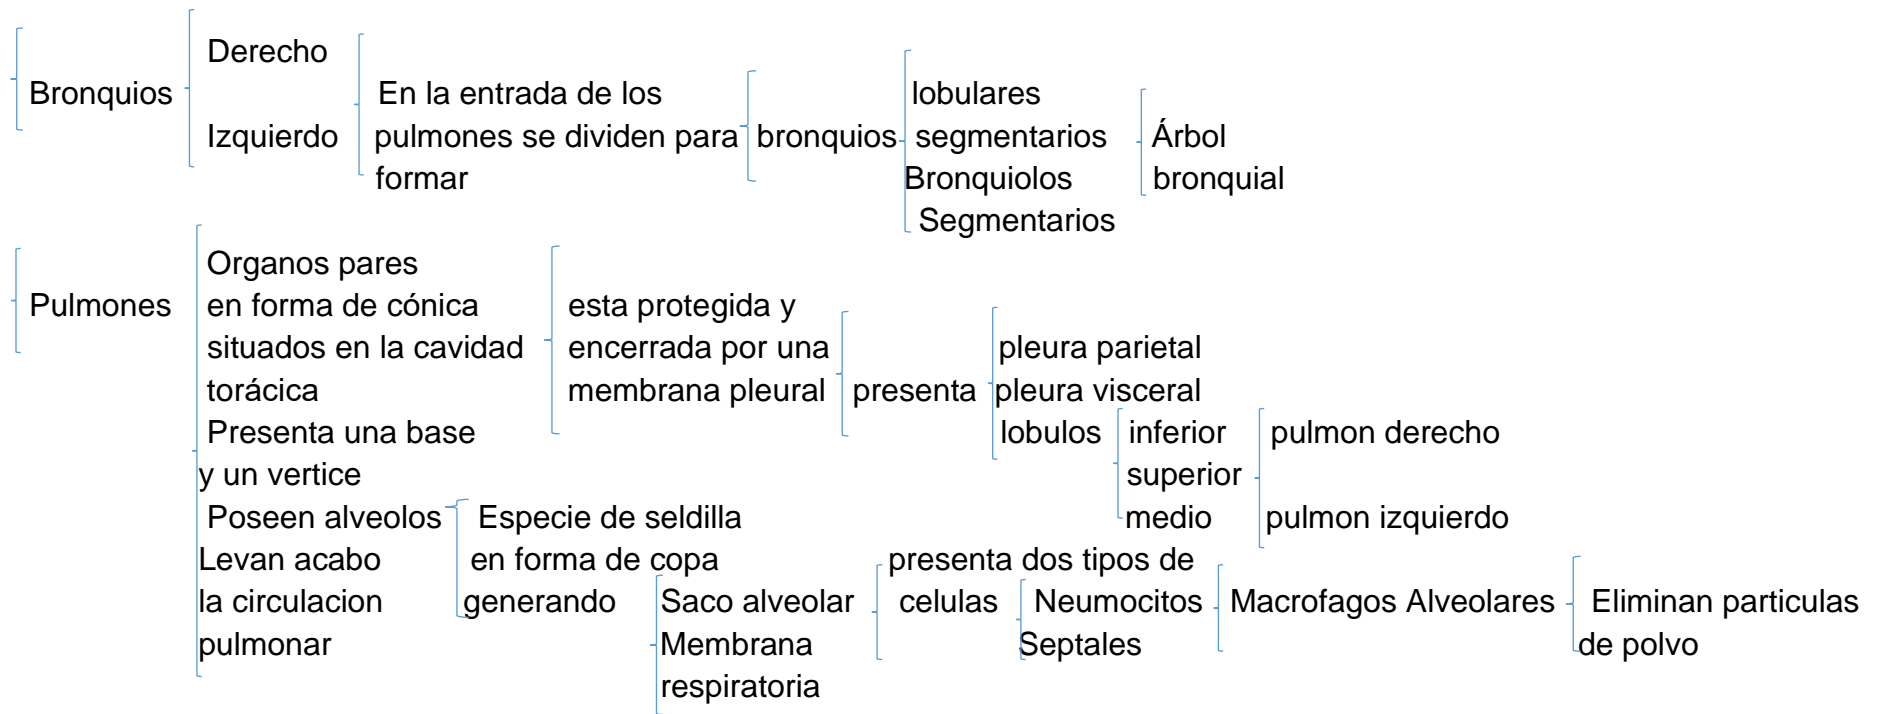 Derecho
Bronquios
En la entrada de los
lobulares
Izquierdo
pulmones se dividen para
bronquios
segmentarios
Árbol
formar
Bronquiolos
bronquial
Segmentarios
Organos pares
Pulmones
en forma de cónica
esta protegida y
situados en la cavidad
encerrada por una
pleura parietal
torácica
membrana pleural
presenta
pleura visceral
Presenta una base
lobulos
inferior
pulmon derecho
y un vertice
superior
Poseen alveolos
Especie de seldilla
medio
pulmon izquierdo
Levan acabo
en forma de copa
presenta dos tipos de
la circulacion
generando
Saco alveolar
celulas
Neumocitos
Macrofagos Alveolares
Eliminan particulas
pulmonar
Membrana
Septales
de polvo
respiratoria